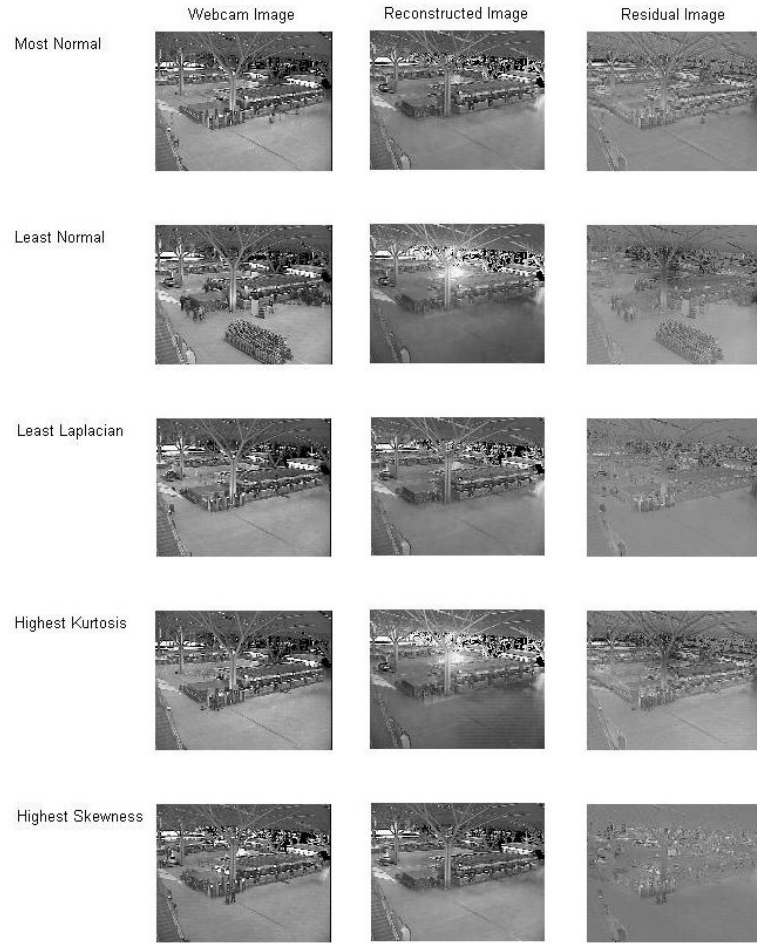 Webcam Image Reconstructed Image Residual Image
Most Normal
Least Normal
Least Laplacian
Highest Kurtosis
Highest Skewness